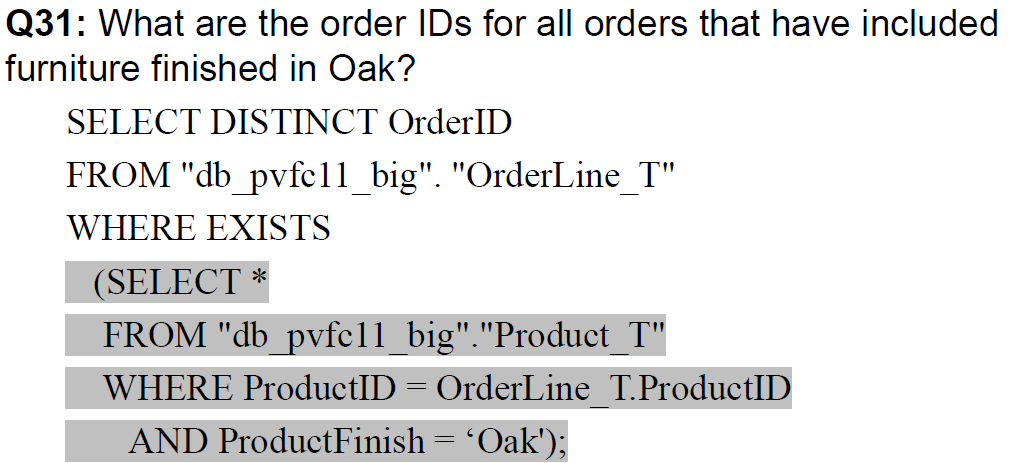 Q31: What are the order IDs for all orders that have included
furniture finished in Oak?
SELECT DISTINCT OrderID
FROM "db_pvfc11_big". "OrderLine_T"
WHERE EXISTS
(SELECT *
FROM "db_pvfc11_big"."Product_T"
WHERE ProductID = OrderLine_T.ProductID
AND ProductFinish = ‘Oak');